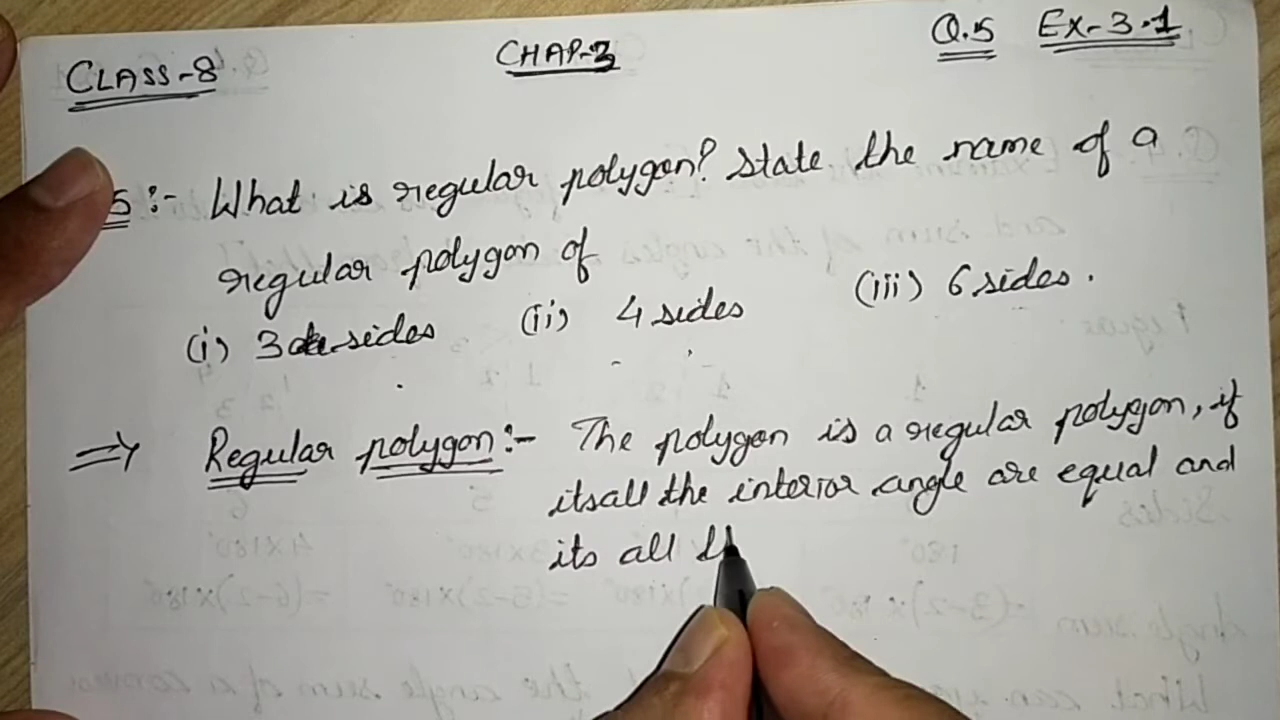 CLASS-8
CHAP-3
Q.5 Ex-3.1
5:- What is regular polygon? State the name of a
regular polygon of
(i) 3 sides (ii) 4 sides (iii) 6 sides.
⇒ Regular polygon:- The polygon is a regular polygon, if
its all the interior angle are equal and
its all